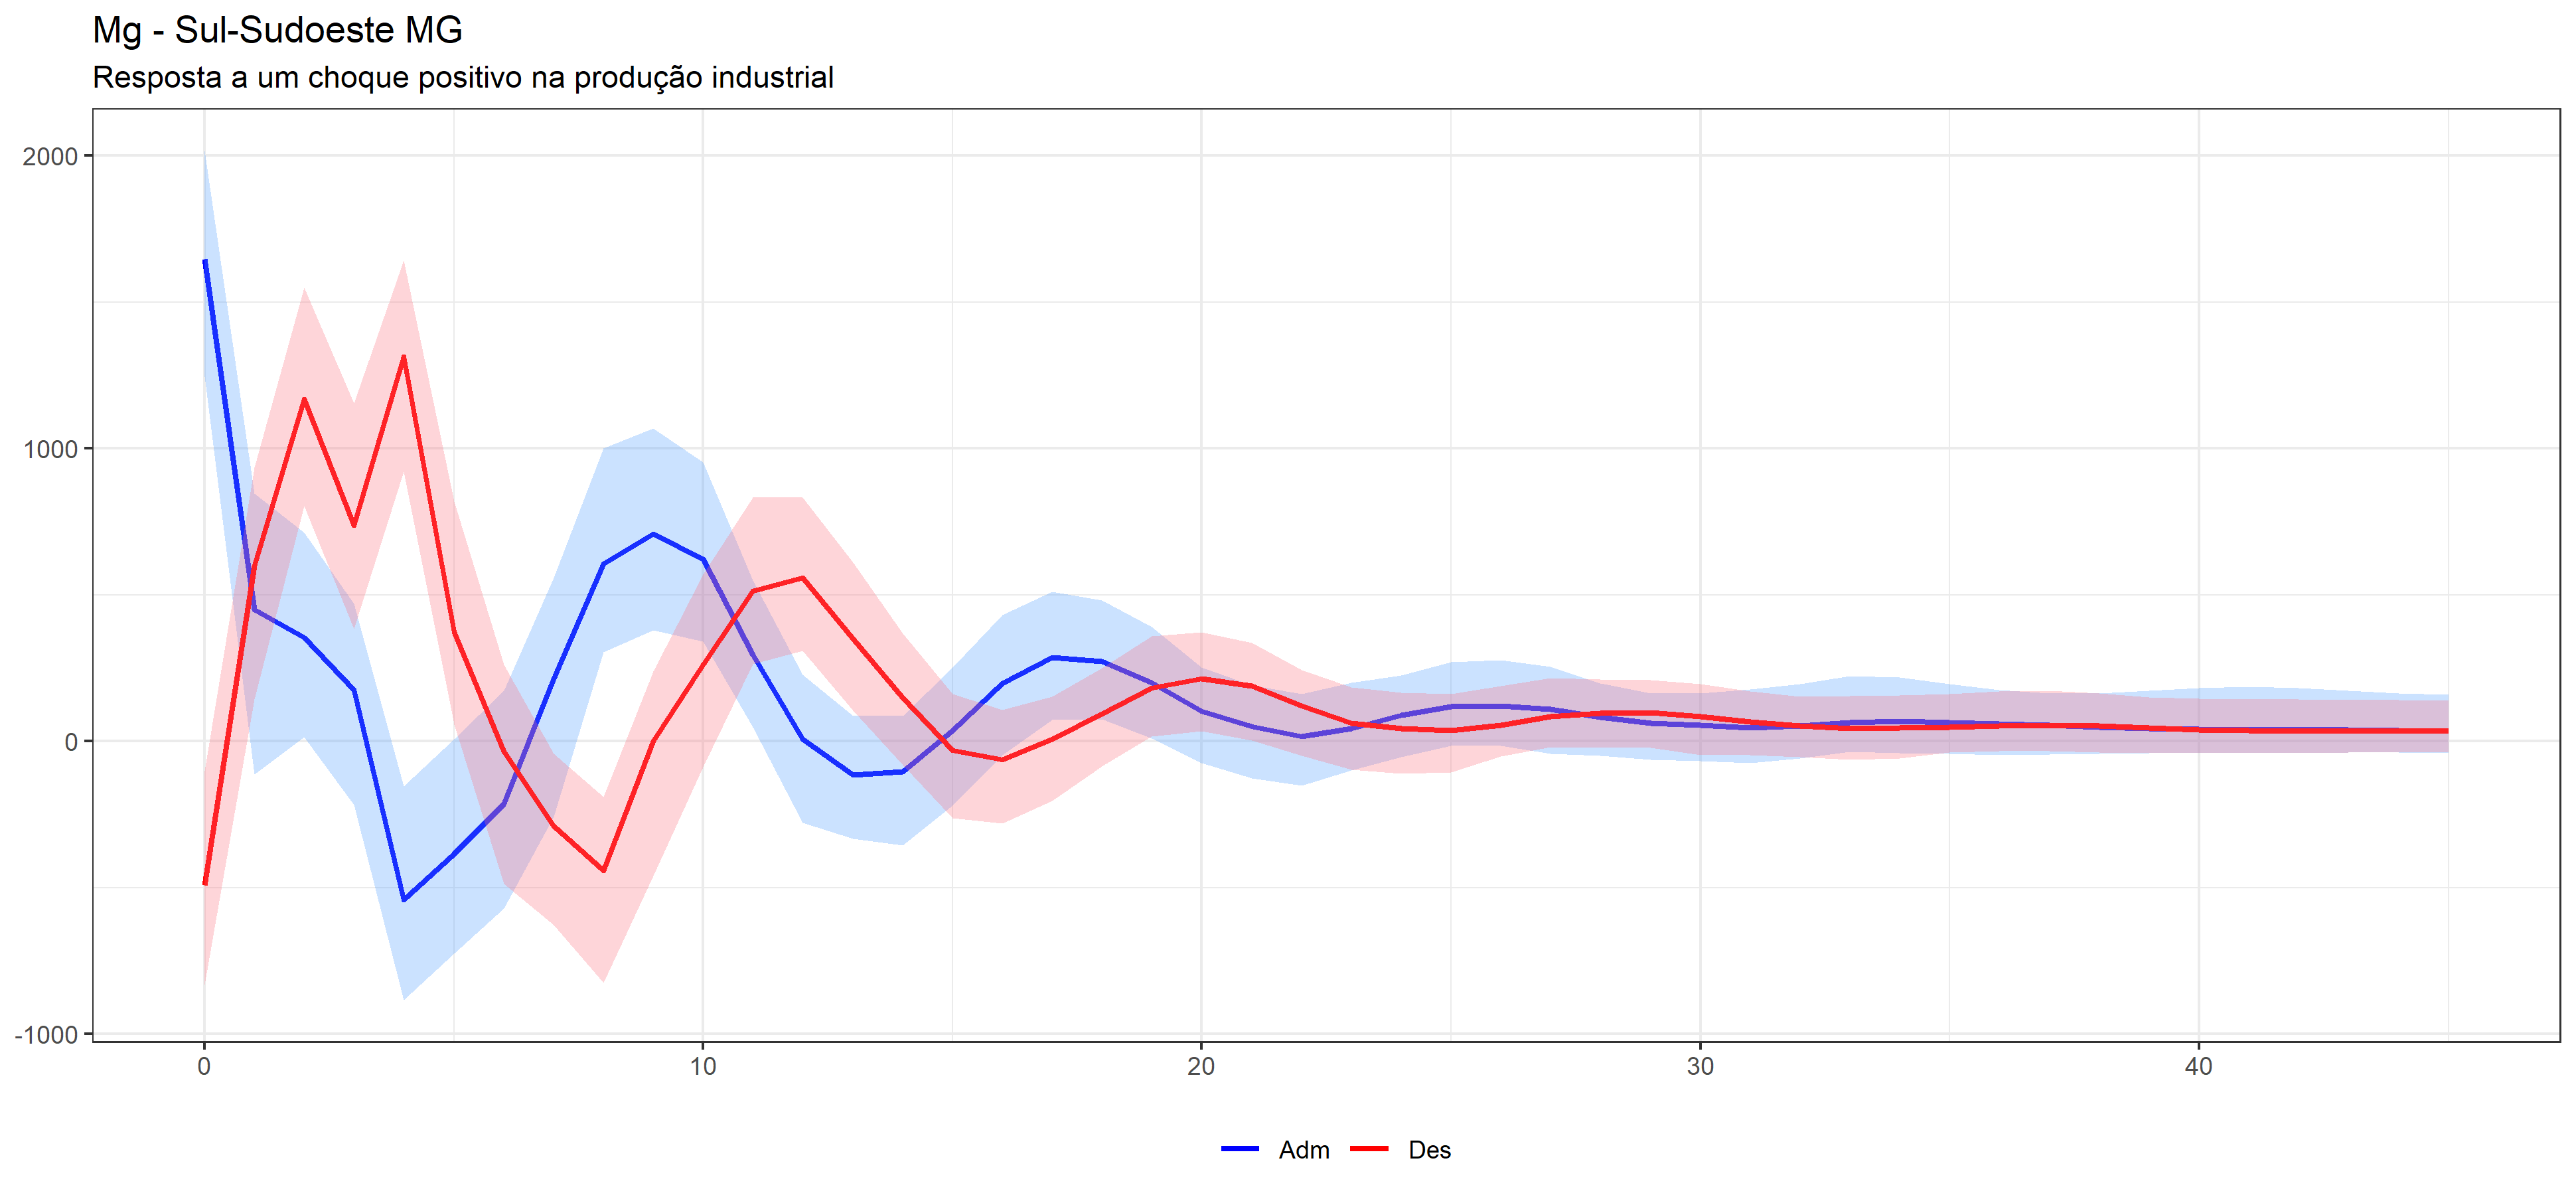 Mg - Sul-Sudoeste MG
Resposta a um choque positivo na produção industrial
2000
1000
0
-1000
0 10 20 30 40
Adm Des